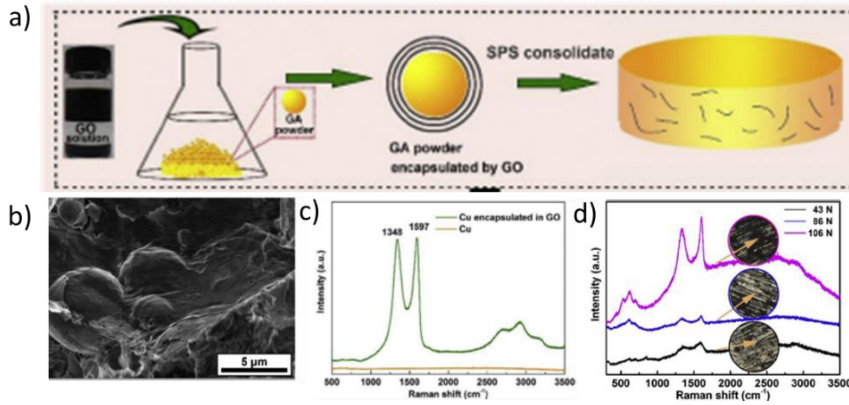 a)
SPS consolidate
GO
solution
GA
powder
GA powder
encapsulated by GO
b)
5 µm
c)
Cu encapsulated in GO
Cu
1348
1597
Intensity (a.u.)
500 1000 1500 2000 2500 3000 3500
Raman shift(cm-1)
d)
43 N
86 N
106 N
Intensity (a.u.)
500 1000 1500 2000 2500 3000 3500
Raman shift(cm-1)